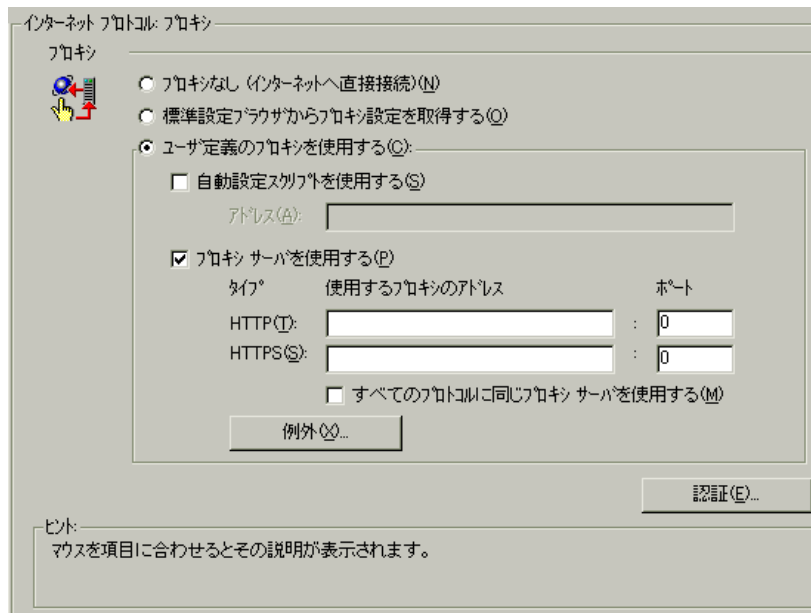 インターネット プロトコル: プロキシ
プロキシ
プロキシなし (インターネットへ直接接続)(N)
標準設定ブラウザからプロキシ設定を取得する(O)
ユーザ定義のプロキシを使用する(C):
自動設定スクリプトを使用する(S)
アドレス(A):
プロキシ サーバを使用する(P)
タイプ 使用するプロキシのアドレス ポート
HTTP(T): : 0
HTTPS(S): : 0
すべてのプロトコルに同じプロキシ サーバを使用する(M)
例外(X)...
認証(E)...
ヒント:
マウスを項目に合わせるとその説明が表示されます。